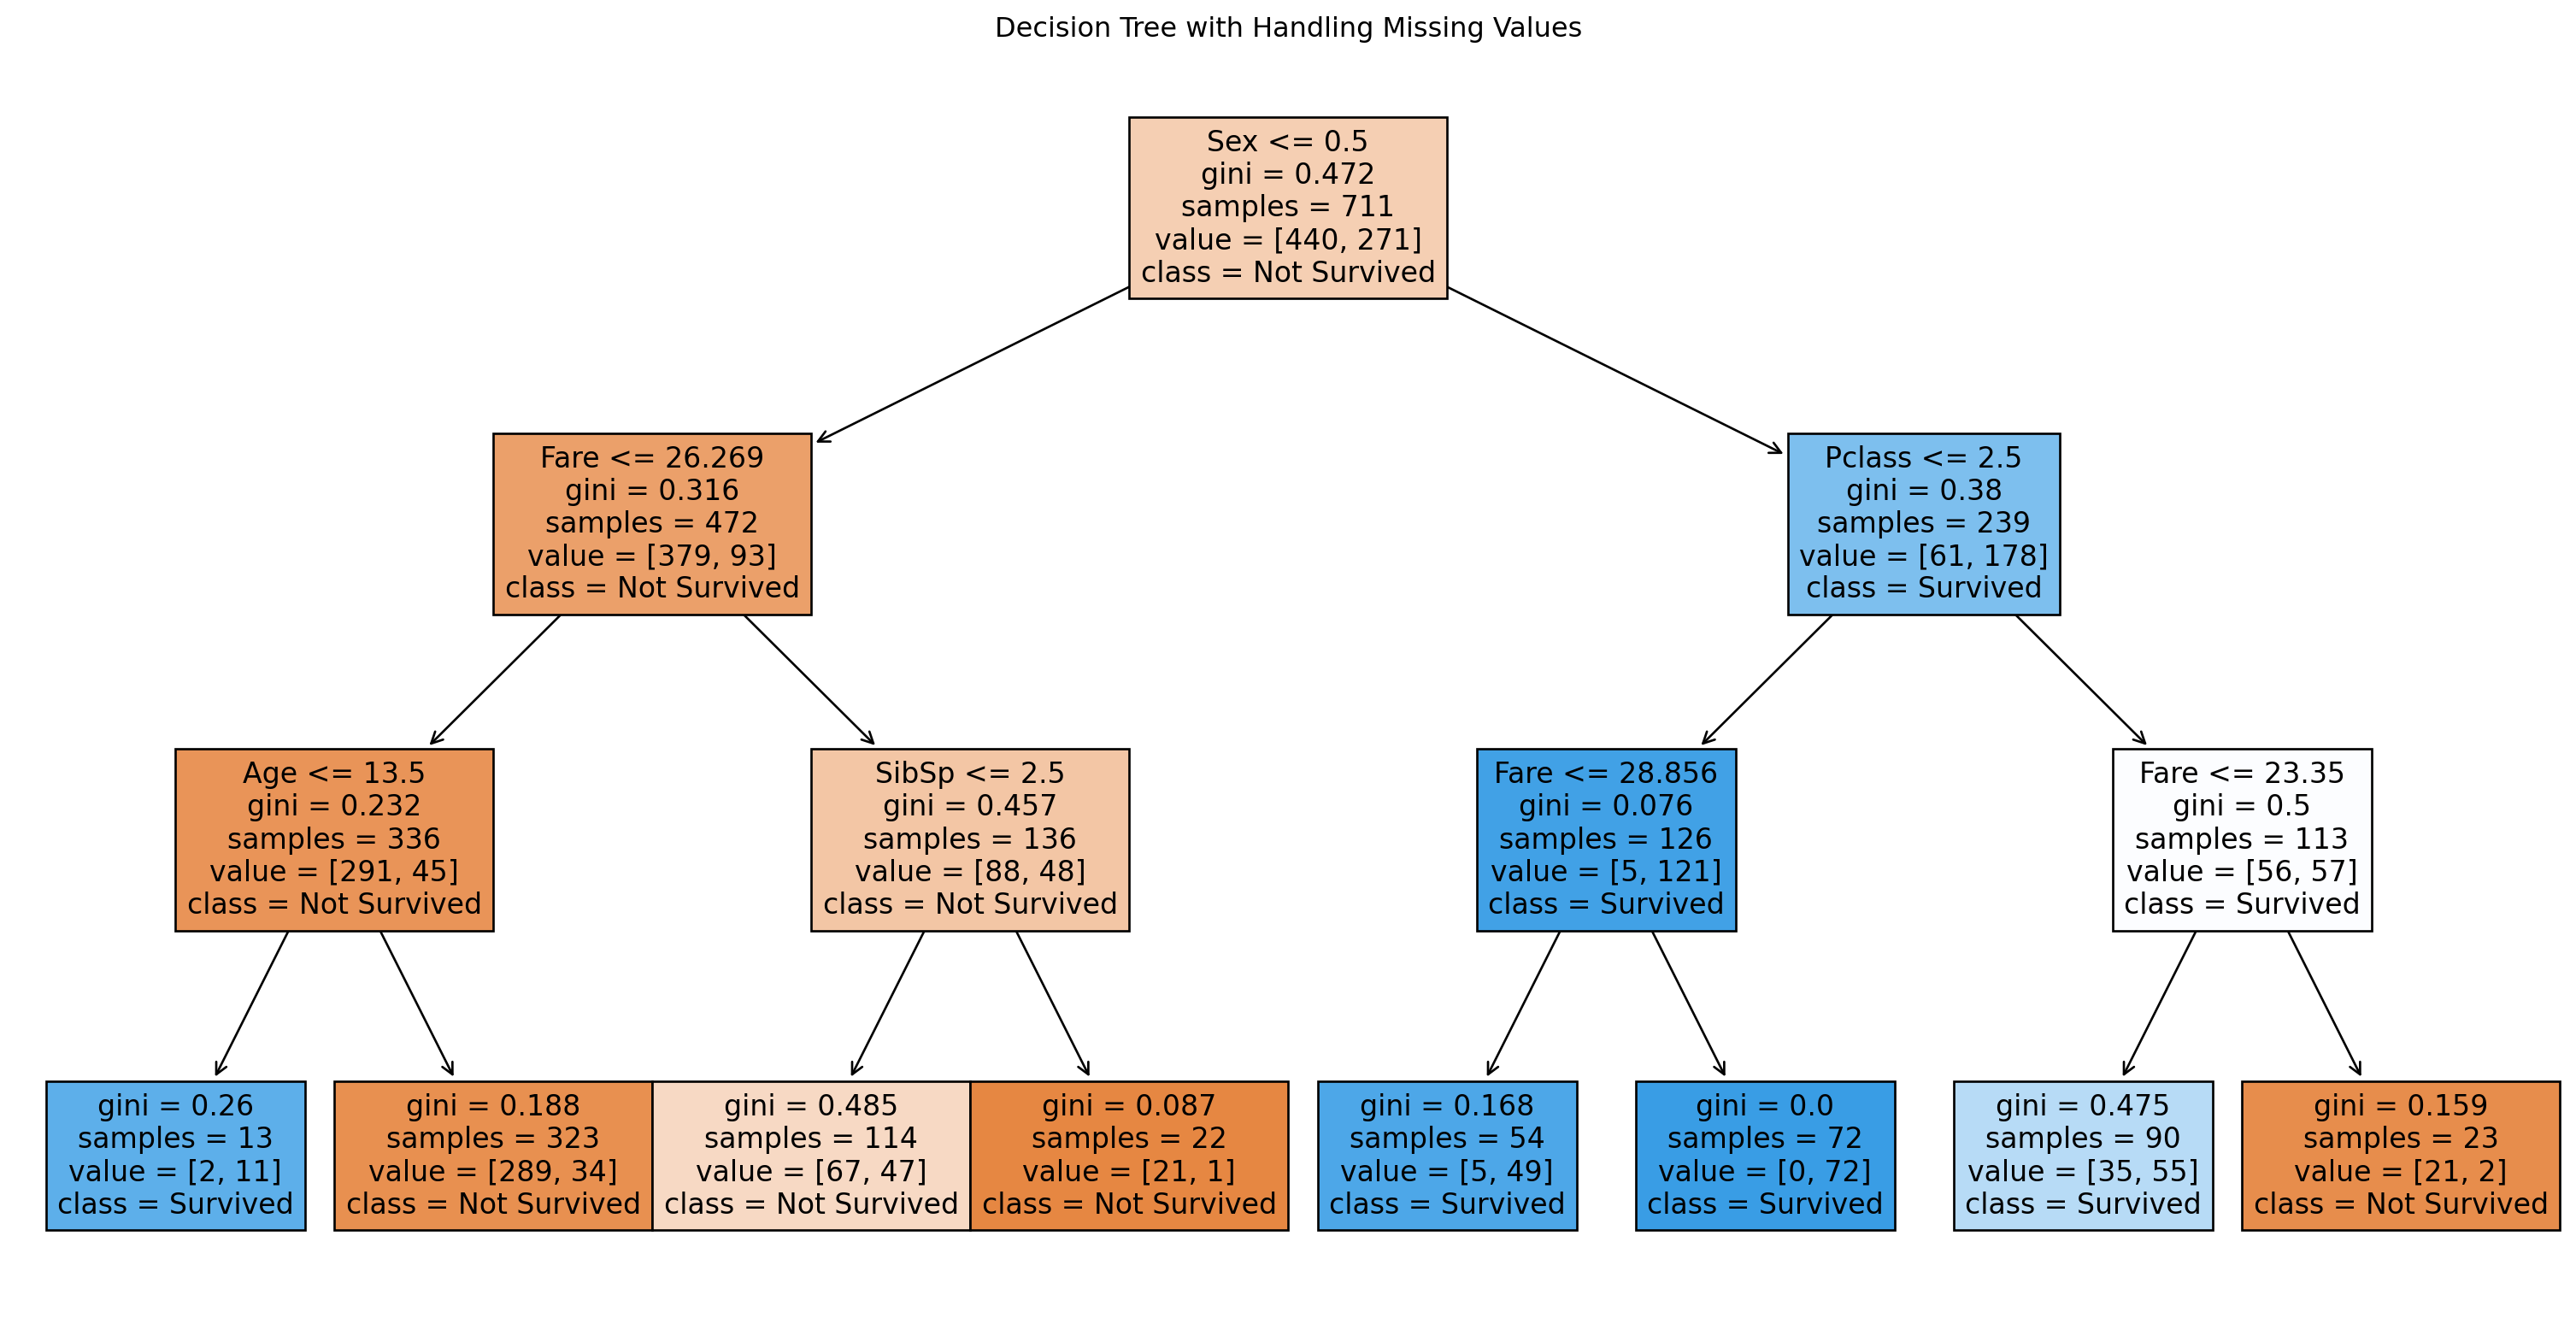 Decision Tree with Handling Missing Values
Sex <= 0.5
gini = 0.472
samples = 711
value = [440, 271]
class = Not Survived
Fare <= 26.269
gini = 0.316
samples = 472
value = [379, 93]
class = Not Survived
Pclass <= 2.5
gini = 0.38
samples = 239
value = [61, 178]
class = Survived
Age <= 13.5
gini = 0.232
samples = 336
value = [291, 45]
class = Not Survived
SibSp <= 2.5
gini = 0.457
samples = 136
value = [88, 48]
class = Not Survived
Fare <= 28.856
gini = 0.076
samples = 126
value = [5, 121]
class = Survived
Fare <= 23.35
gini = 0.5
samples = 113
value = [56, 57]
class = Survived
gini = 0.26
samples = 13
value = [2, 11]
class = Survived
gini = 0.188
samples = 323
value = [289, 34]
class = Not Survived
gini = 0.485
samples = 114
value = [67, 47]
class = Not Survived
gini = 0.087
samples = 22
value = [21, 1]
class = Not Survived
gini = 0.168
samples = 54
value = [5, 49]
class = Survived
gini = 0.0
samples = 72
value = [0, 72]
class = Survived
gini = 0.475
samples = 90
value = [35, 55]
class = Survived
gini = 0.159
samples = 23
value = [21, 2]
class = Not Survived